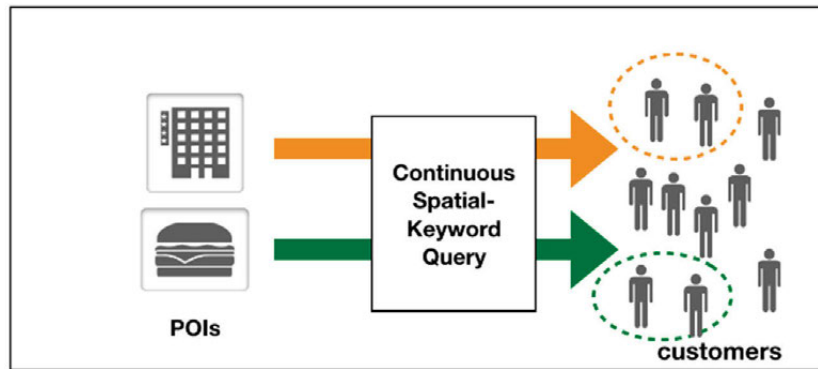 Continuous
Spatial-
Keyword
Query
POIs
customers